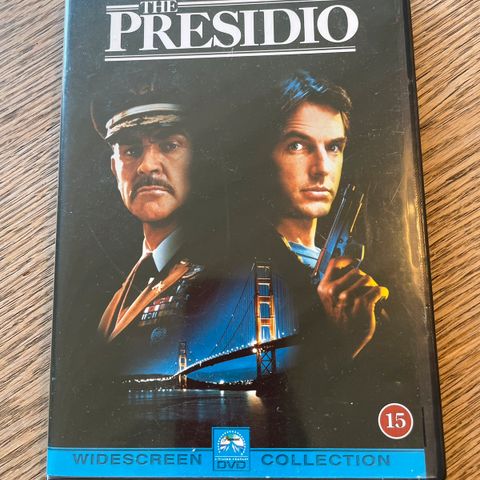 THE
PRESIDIO
15
WIDESCREEN DVD COLLECTION